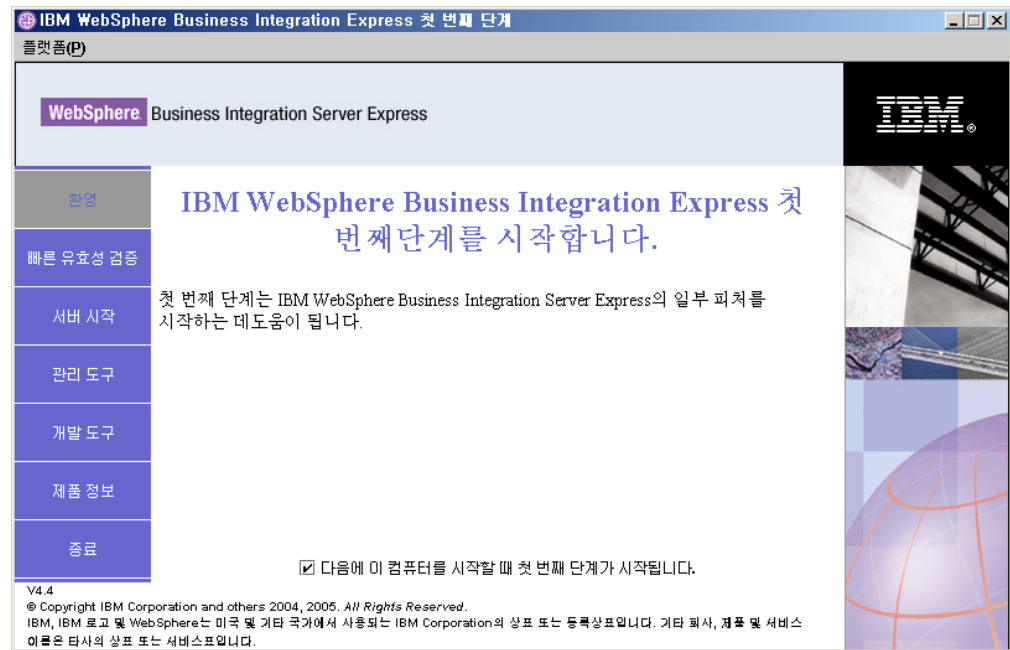 IBM WebSphere Business Integration Express 첫 번째 단계
플랫폼(P)
WebSphere. Business Integration Server Express
IBM®
환영
빠른 유효성 검증
서버 시작
관리 도구
개발 도구
제품 정보
종료
IBM WebSphere Business Integration Express 첫
번째단계를 시작합니다.
첫 번째 단계는 IBM WebSphere Business Integration Server Express의 일부 피처를
시작하는 데도움이 됩니다.
다음에 이 컴퓨터를 시작할 때 첫 번째 단계가 시작됩니다.
V4.4
© Copyright IBM Corporation and others 2004, 2005. All Rights Reserved.
IBM, IBM 로고 및 WebSphere는 미국 및 기타 국가에서 사용되는 IBM Corporation의 상표 또는 등록상표입니다. 기타 회사, 제품 및 서비스
이름은 타사의 상표 또는 서비스표입니다.